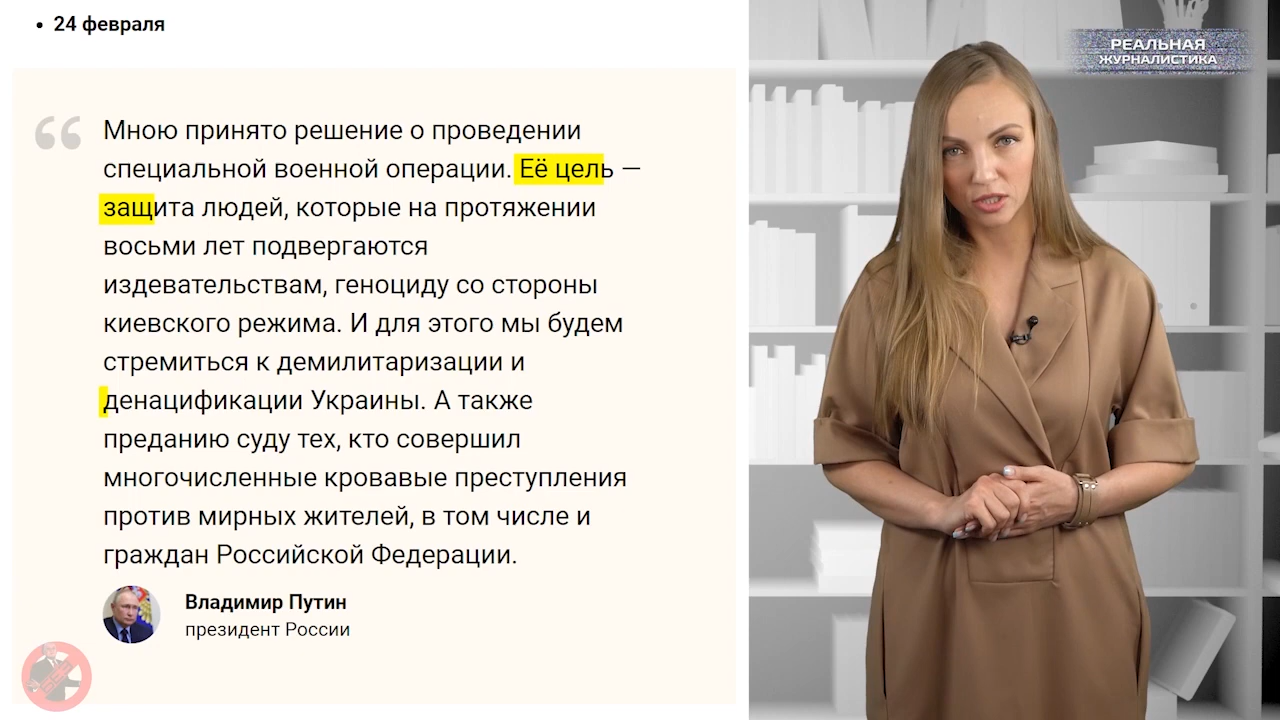 24 февраля
Мною принято решение о проведении
специальной военной операции. Её цель —
защита людей, которые на протяжении
восьми лет подвергаются
издевательствам, геноциду со стороны
киевского режима. И для этого мы будем
стремиться к демилитаризации и
денацификации Украины. А также
преданию суду тех, кто совершил
многочисленные кровавые преступления
против мирных жителей, в том числе и
граждан Российской Федерации.
Владимир Путин
президент России
РЕАЛЬНАЯ
ЖУРНАЛИСТИКА